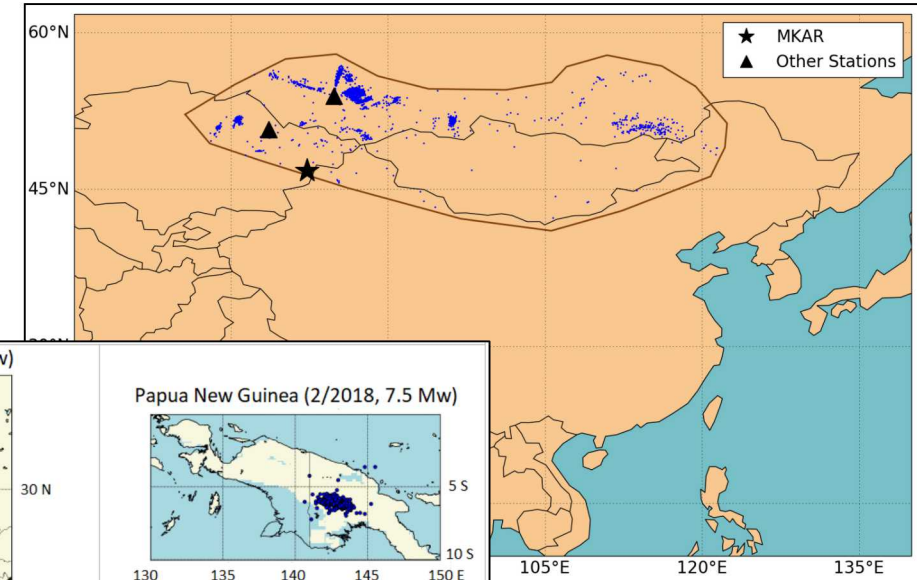 60°N
MKAR
Other Stations
45°N
Papua New Guinea (2/2018, 7.5 Mw)
30 N
5 S
10 S
130 135 140 145 150 E
105°E 120°E 135°E